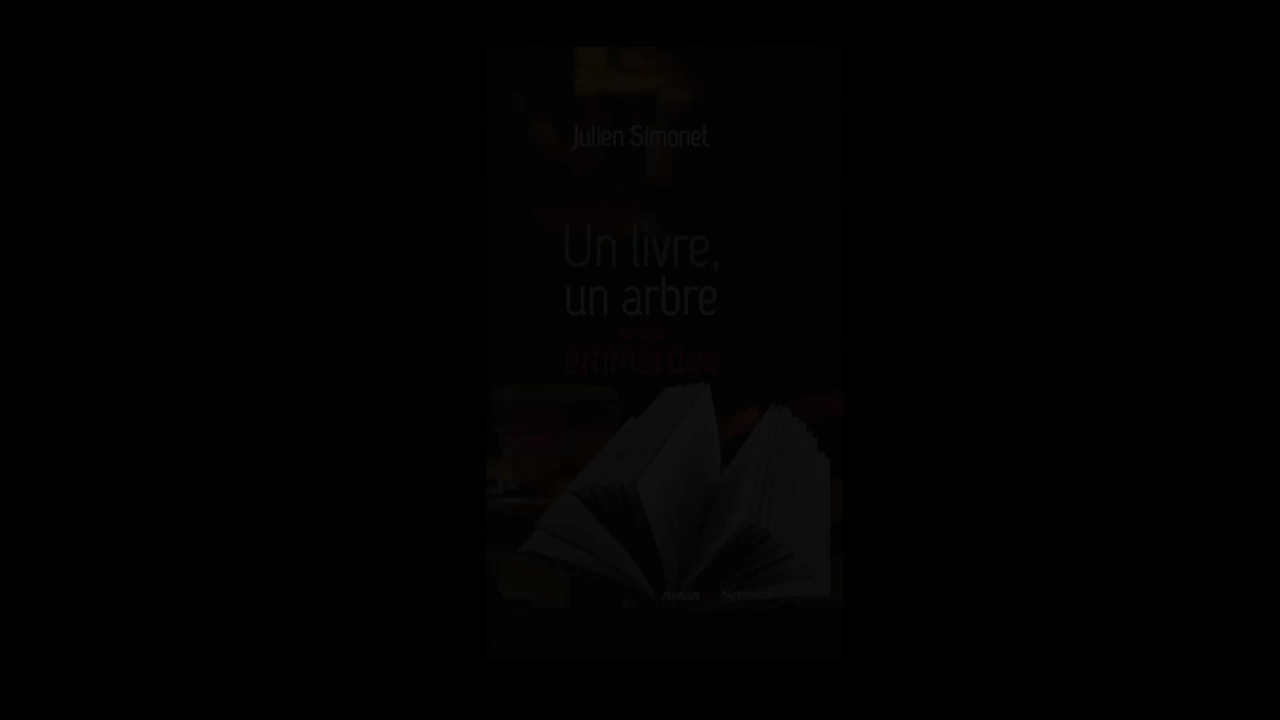 Julien Simonet
Un livre,
un arbre
emmerdes
roman